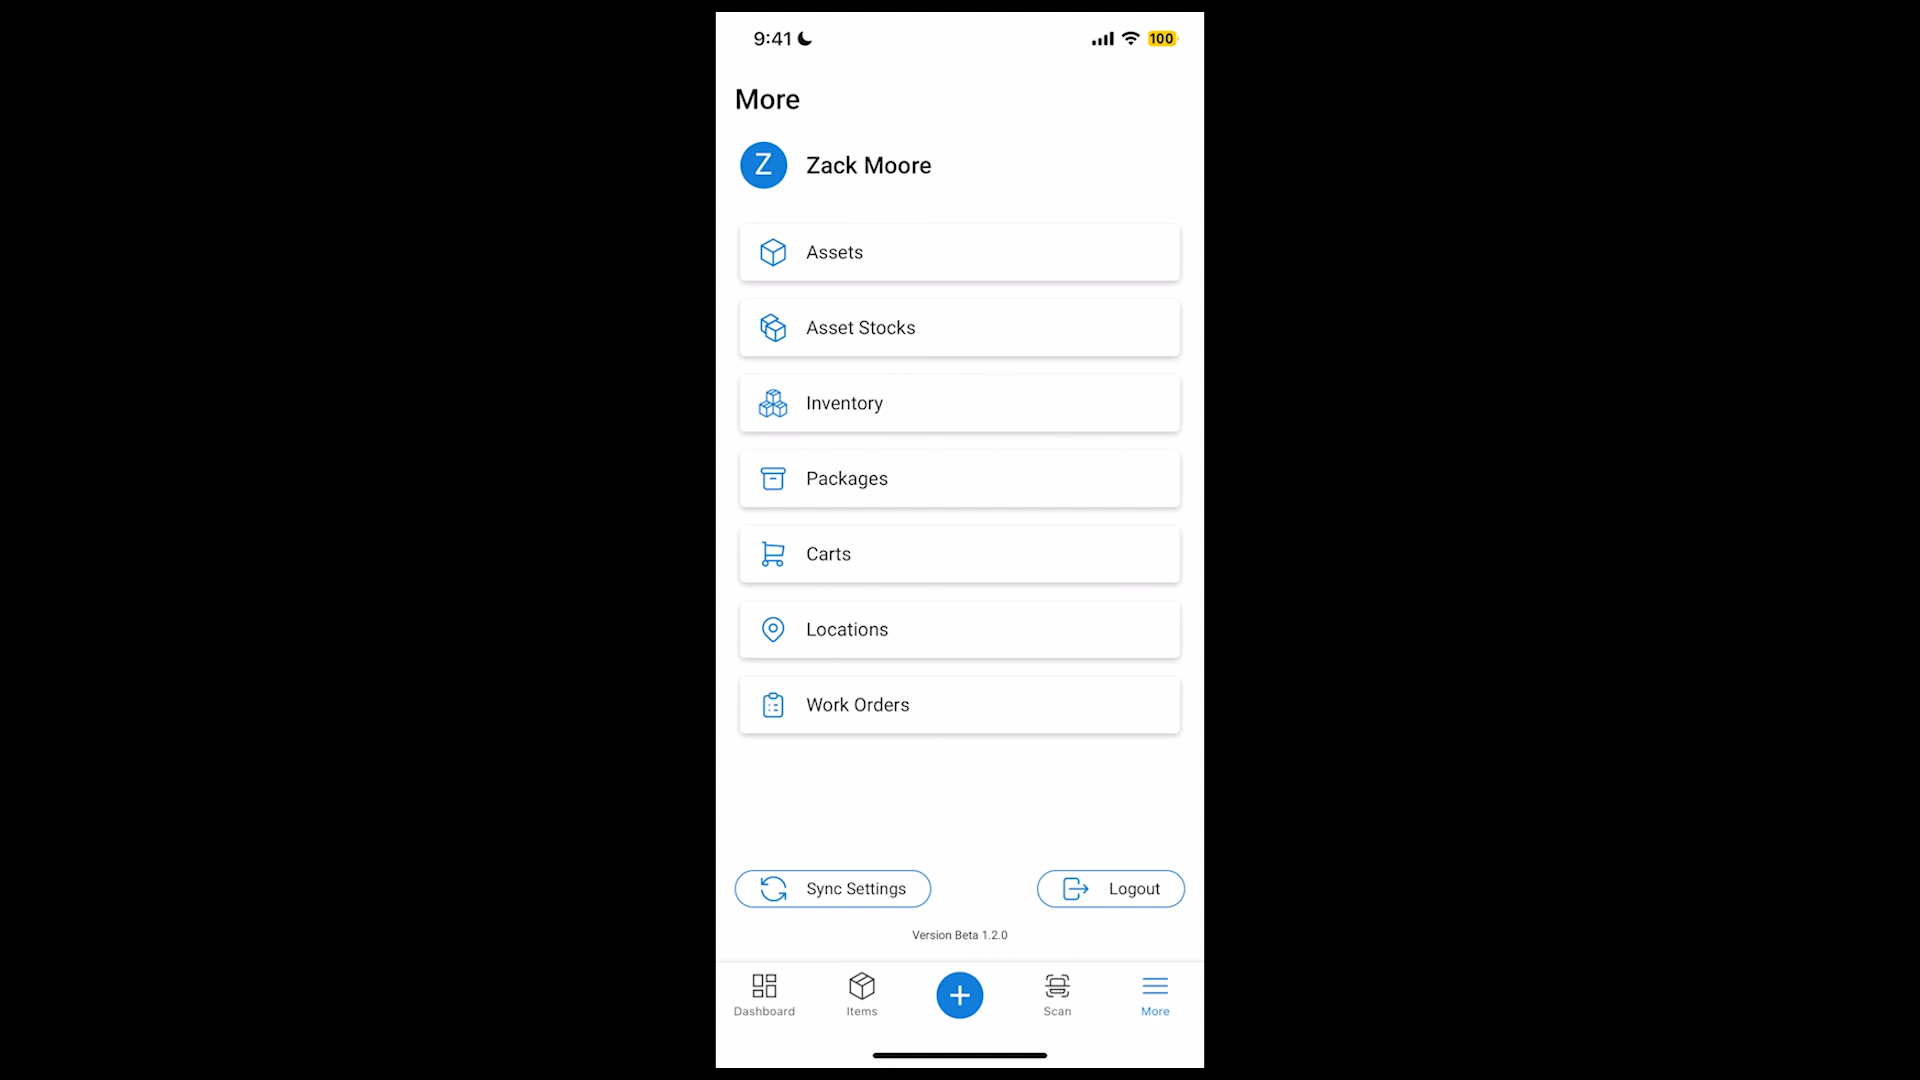 9:41
100
More
Z
Zack Moore
Assets
Asset Stocks
Inventory
Packages
Carts
Locations
Work Orders
Sync Settings
Logout
Version Beta 1.2.0
Dashboard
Items
Scan
More